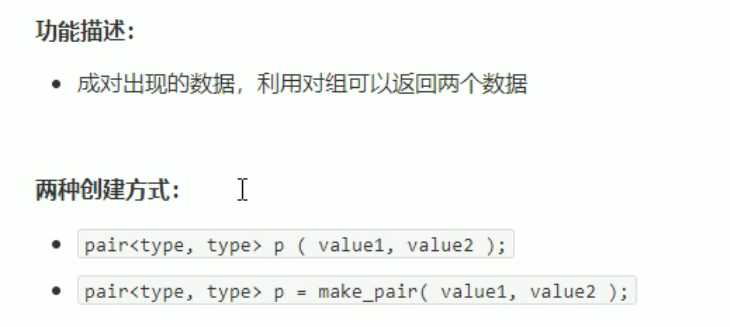 功能描述：
成对出现的数据，利用对组可以返回两个数据
两种创建方式：
pair<type, type> p ( value1, value2 );
pair<type, type> p = make_pair( value1, value2 );